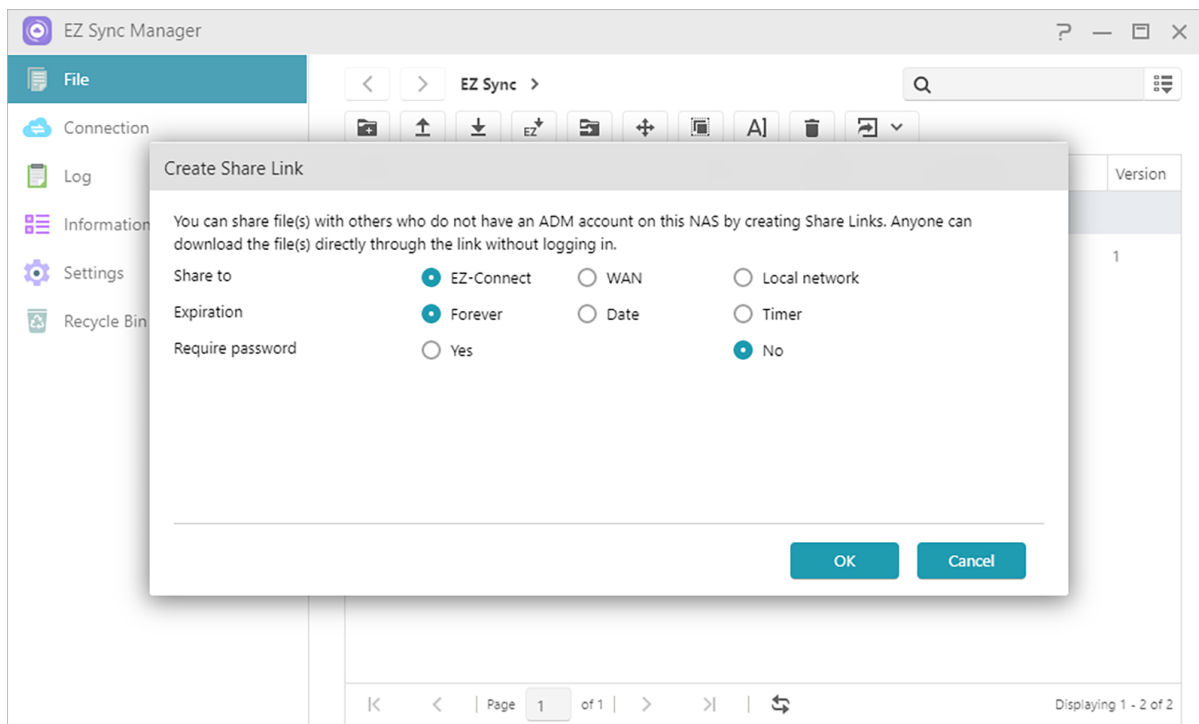 EZ Sync Manager
File
Connection
Log
Information
Settings
Recycle Bin
EZ Sync
EZ
A
Version
1
Create Share Link
You can share file(s) with others who do not have an ADM account on this NAS by creating Share Links. Anyone can
download the file(s) directly through the link without logging in.
Share to EZ-Connect WAN Local network
Expiration Forever Date Timer
Require password Yes No
OK Cancel
Page 1 of 1 Displaying 1 - 2 of 2